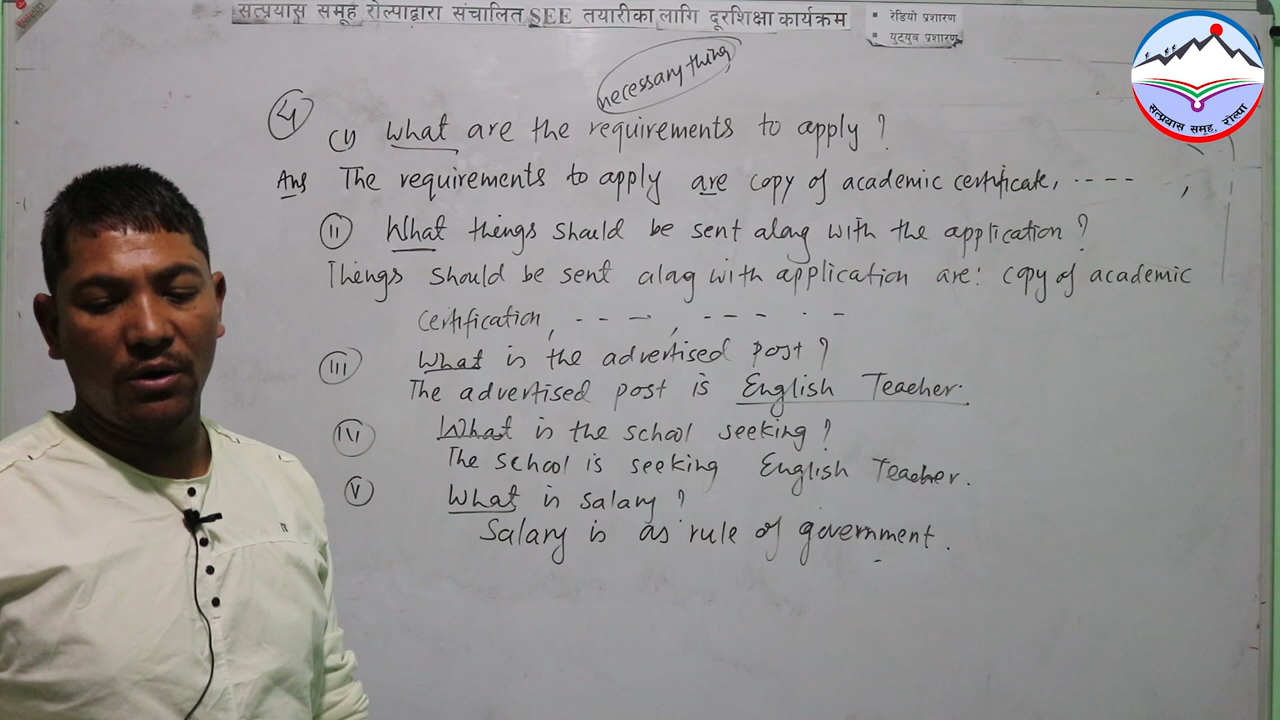 सत्प्रयास समूह रोल्पाद्वारा संचालित SEE तयारीका लागि दूरशिक्षा कार्यक्रम
▪ रेडियो प्रशारण
▪ युट्युव प्रशारण
सत्प्रयास समूह, रोल्पा
necessary thing
4
(i) What are the requirements to apply?
Ans The requirements to apply are copy of academic certificate, ---- ,
(ii) What things should be sent along with the application?
Things should be sent alag with application are: copy of academic
certification, - - - , - - - - -
(iii) What is the advertised post?
The advertised post is English Teacher.
(iv) What is the school seeking?
The school is seeking English Teacher.
(v) What is salary?
Salary is as rule of government.